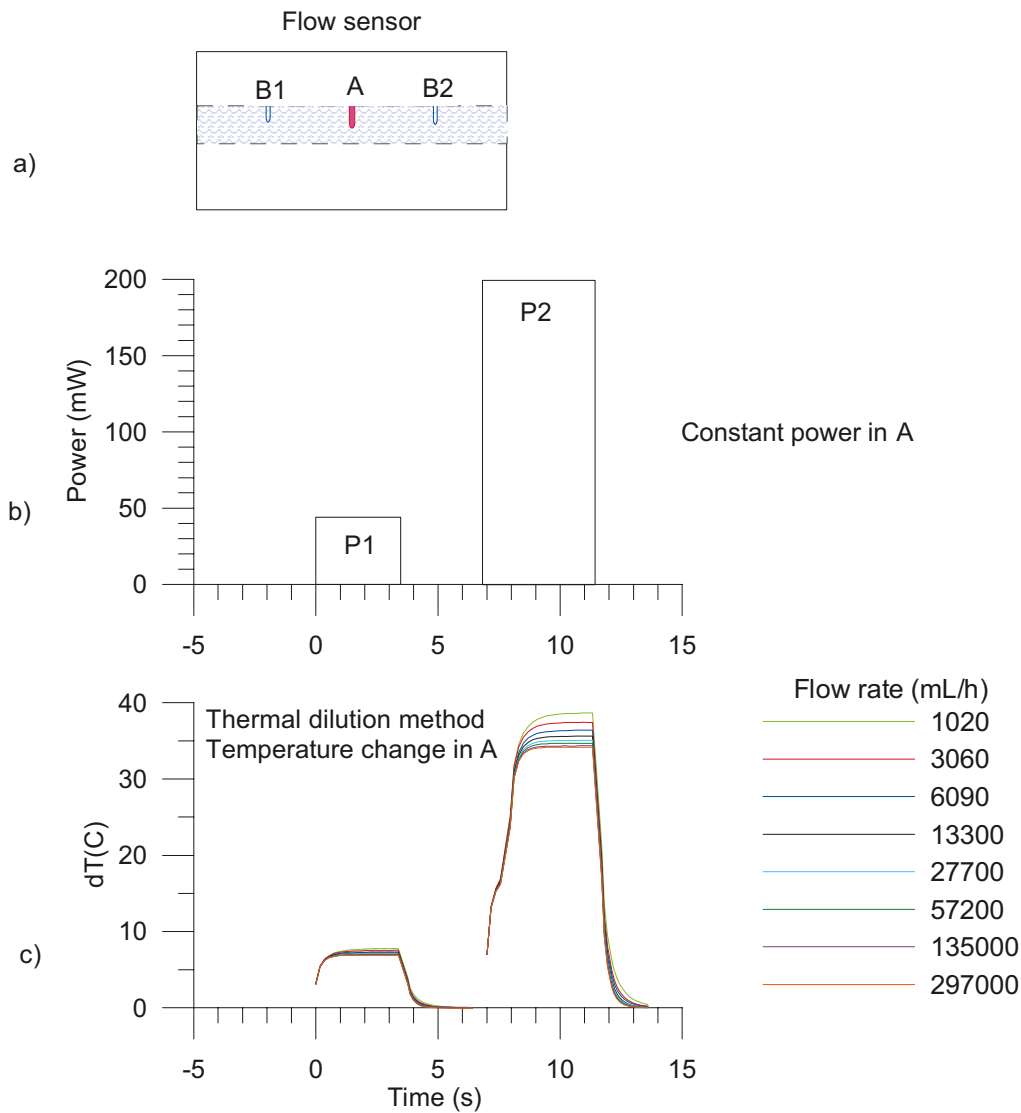 Flow sensor
B1 A B2
a)
200
150
100
50
0
Power (mW)
P1
P2
Constant power in A
b)
-5 0 5 10 15
40
30
20
10
0
dT(C)
Thermal dilution method
Temperature change in A
c)
-5 0 5 10 15
Time (s)
Flow rate (mL/h)
1020
3060
6090
13300
27700
57200
135000
297000